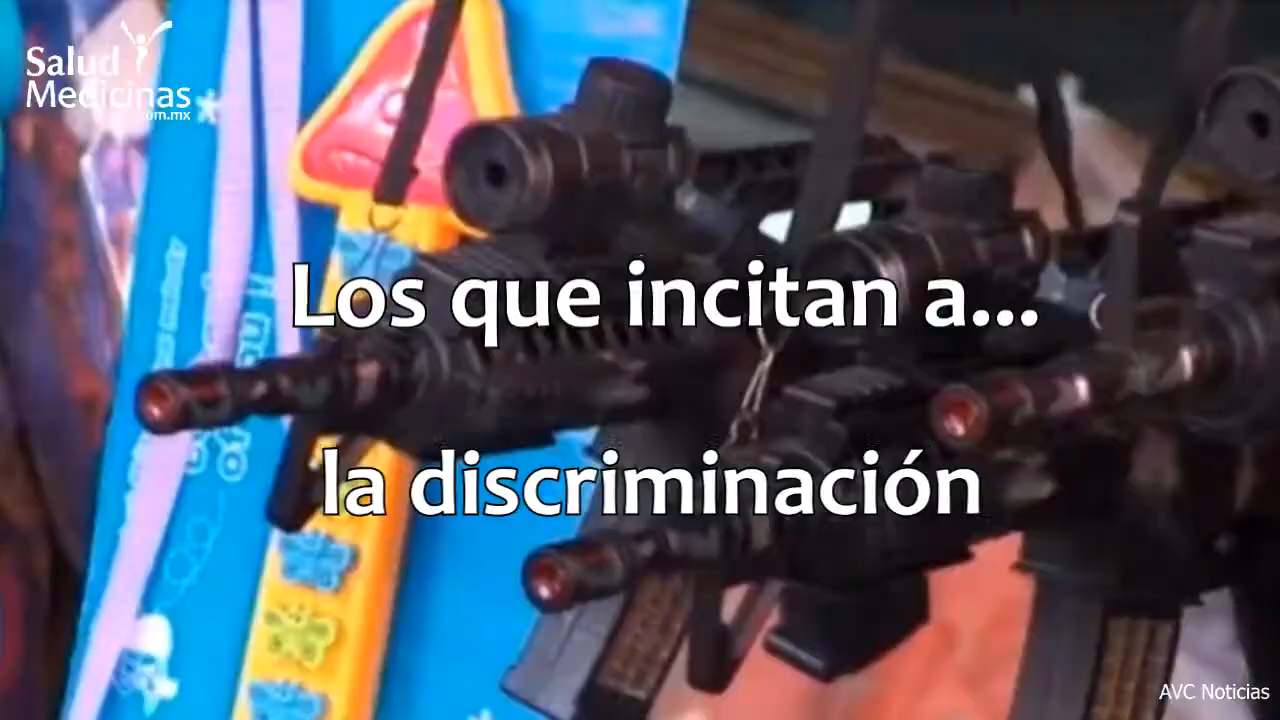 Salud
Medicinas
.com.mx
Los que incitan a...
la discriminación
AVC Noticias